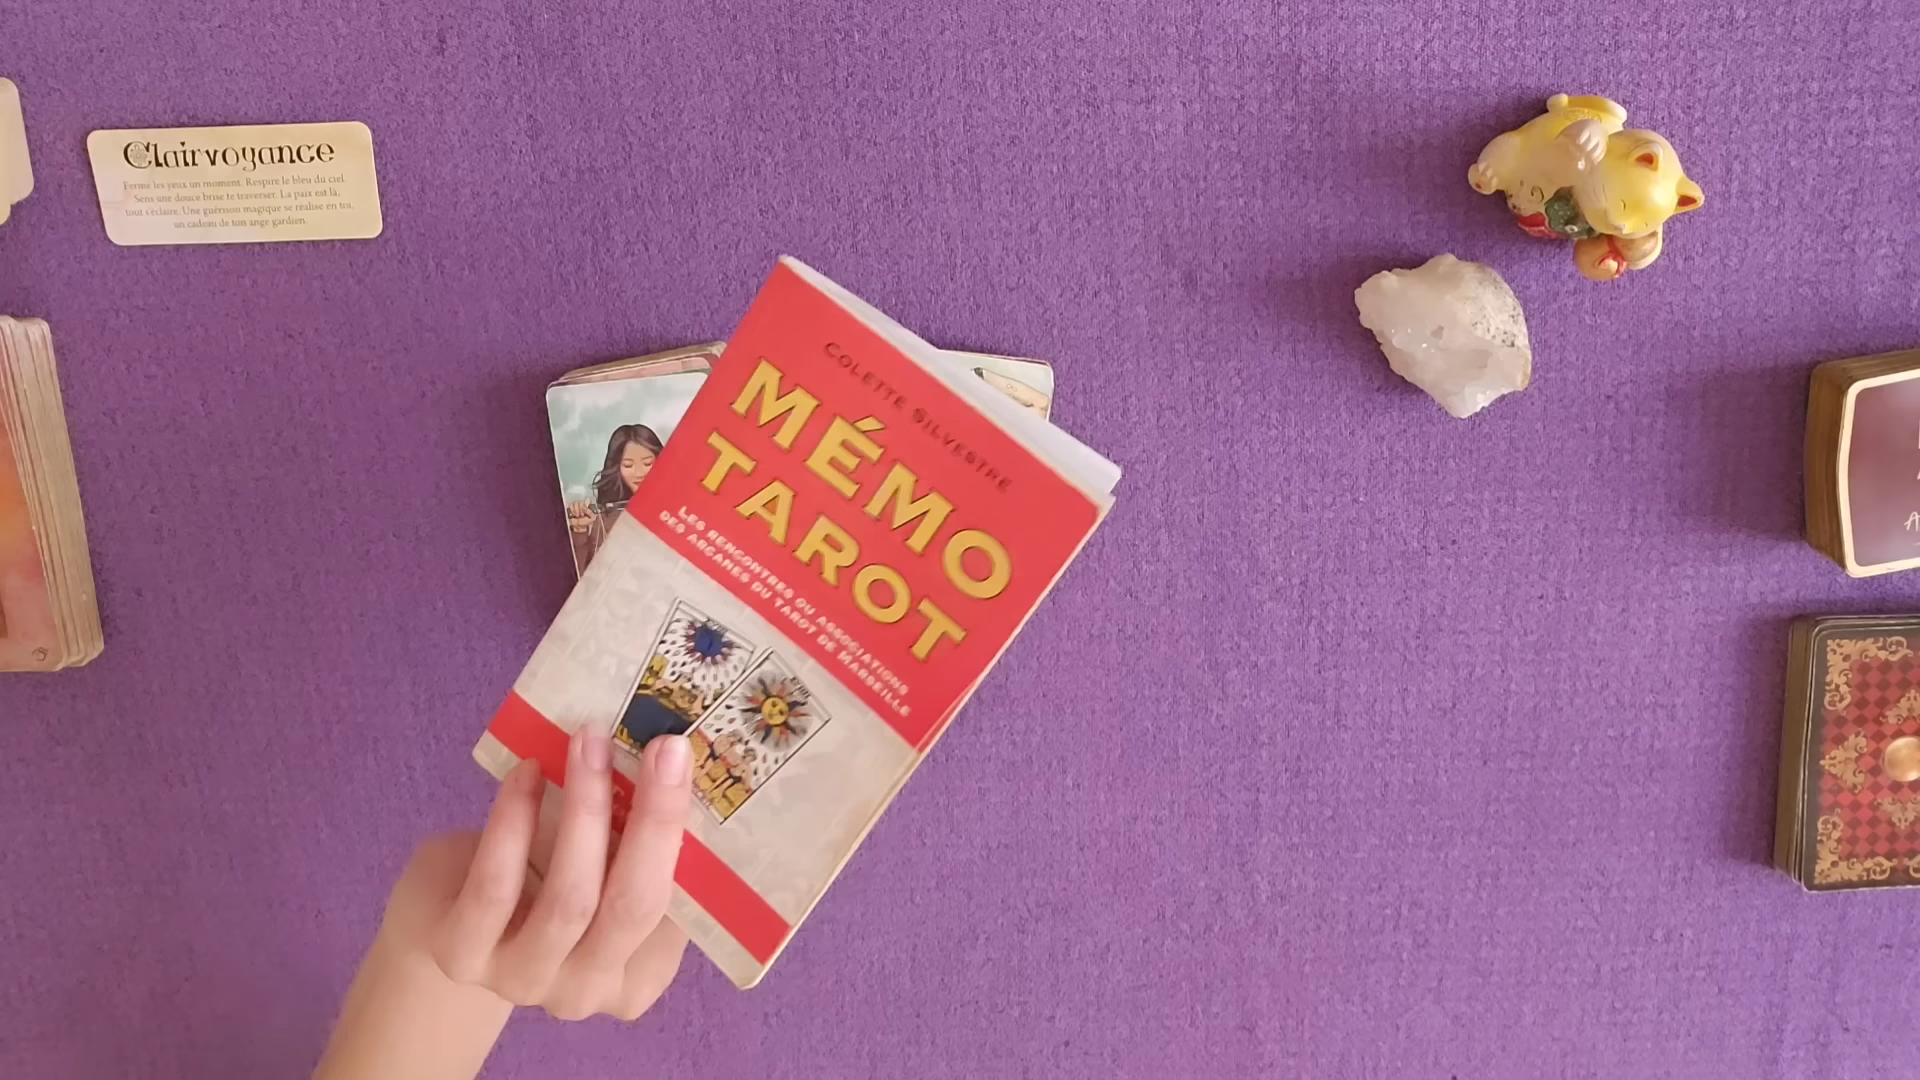 Clairvoyance
Ferme les yeux un moment. Respire le bleu du ciel.
Sens une douce brise te traverser. La paix est là,
tout s'éclaire. Une guérison magique se réalise en toi,
un cadeau de ton ange gardien.
COLETTE SILVESTRE
MÉMO
TAROT
LES RENCONTRES OU ASSOCIATIONS
DES ARCANES DU TAROT DE MARSEILLE